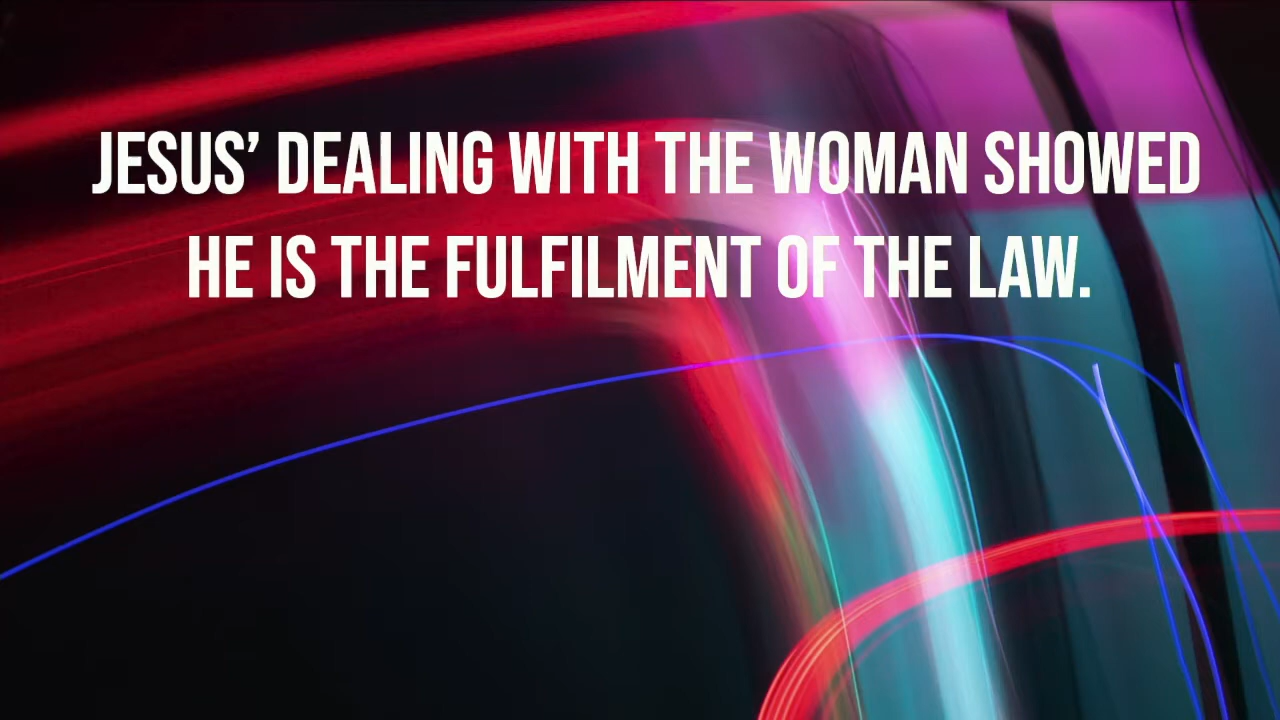 JESUS’ DEALING WITH THE WOMAN SHOWED
HE IS THE FULFILMENT OF THE LAW.